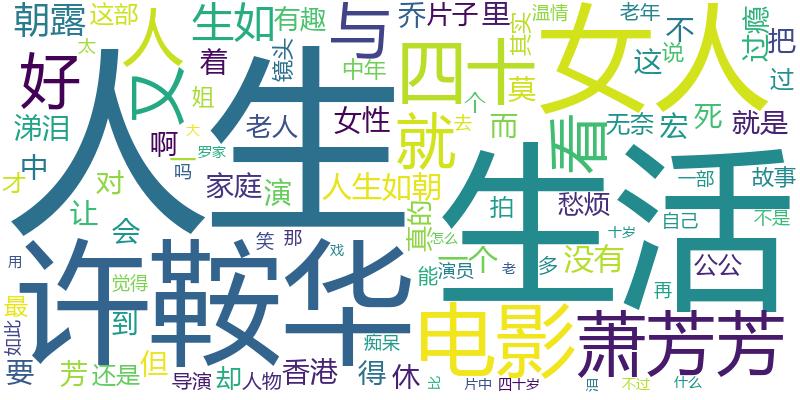 朝露
生如
有趣
这部
人
太
与
乔
片子
里
温情
老年
女人
不
过瘾
把
好
人生
又
着
镜头
中年
四十
其实
莫
这
说
过
涕泪
姐
啊
老人
女性
就
个
去
而
看
无奈
宏
死
就是
中
一
大
罗家
吗
才
对
家庭
演
人生如朝
真的
拍
愁烦
生活
一部
故事
让
会
笑
那
戏
怎么
一个
十岁
自己
不是
用
许鞍华
觉得
能
演员
老
多
没有
公公
再
最
到
电影
萧芳芳
如此
要
芳
还是
但
却
导演
人物
香港
痴呆
得
休
片中
四十岁
不过
什么